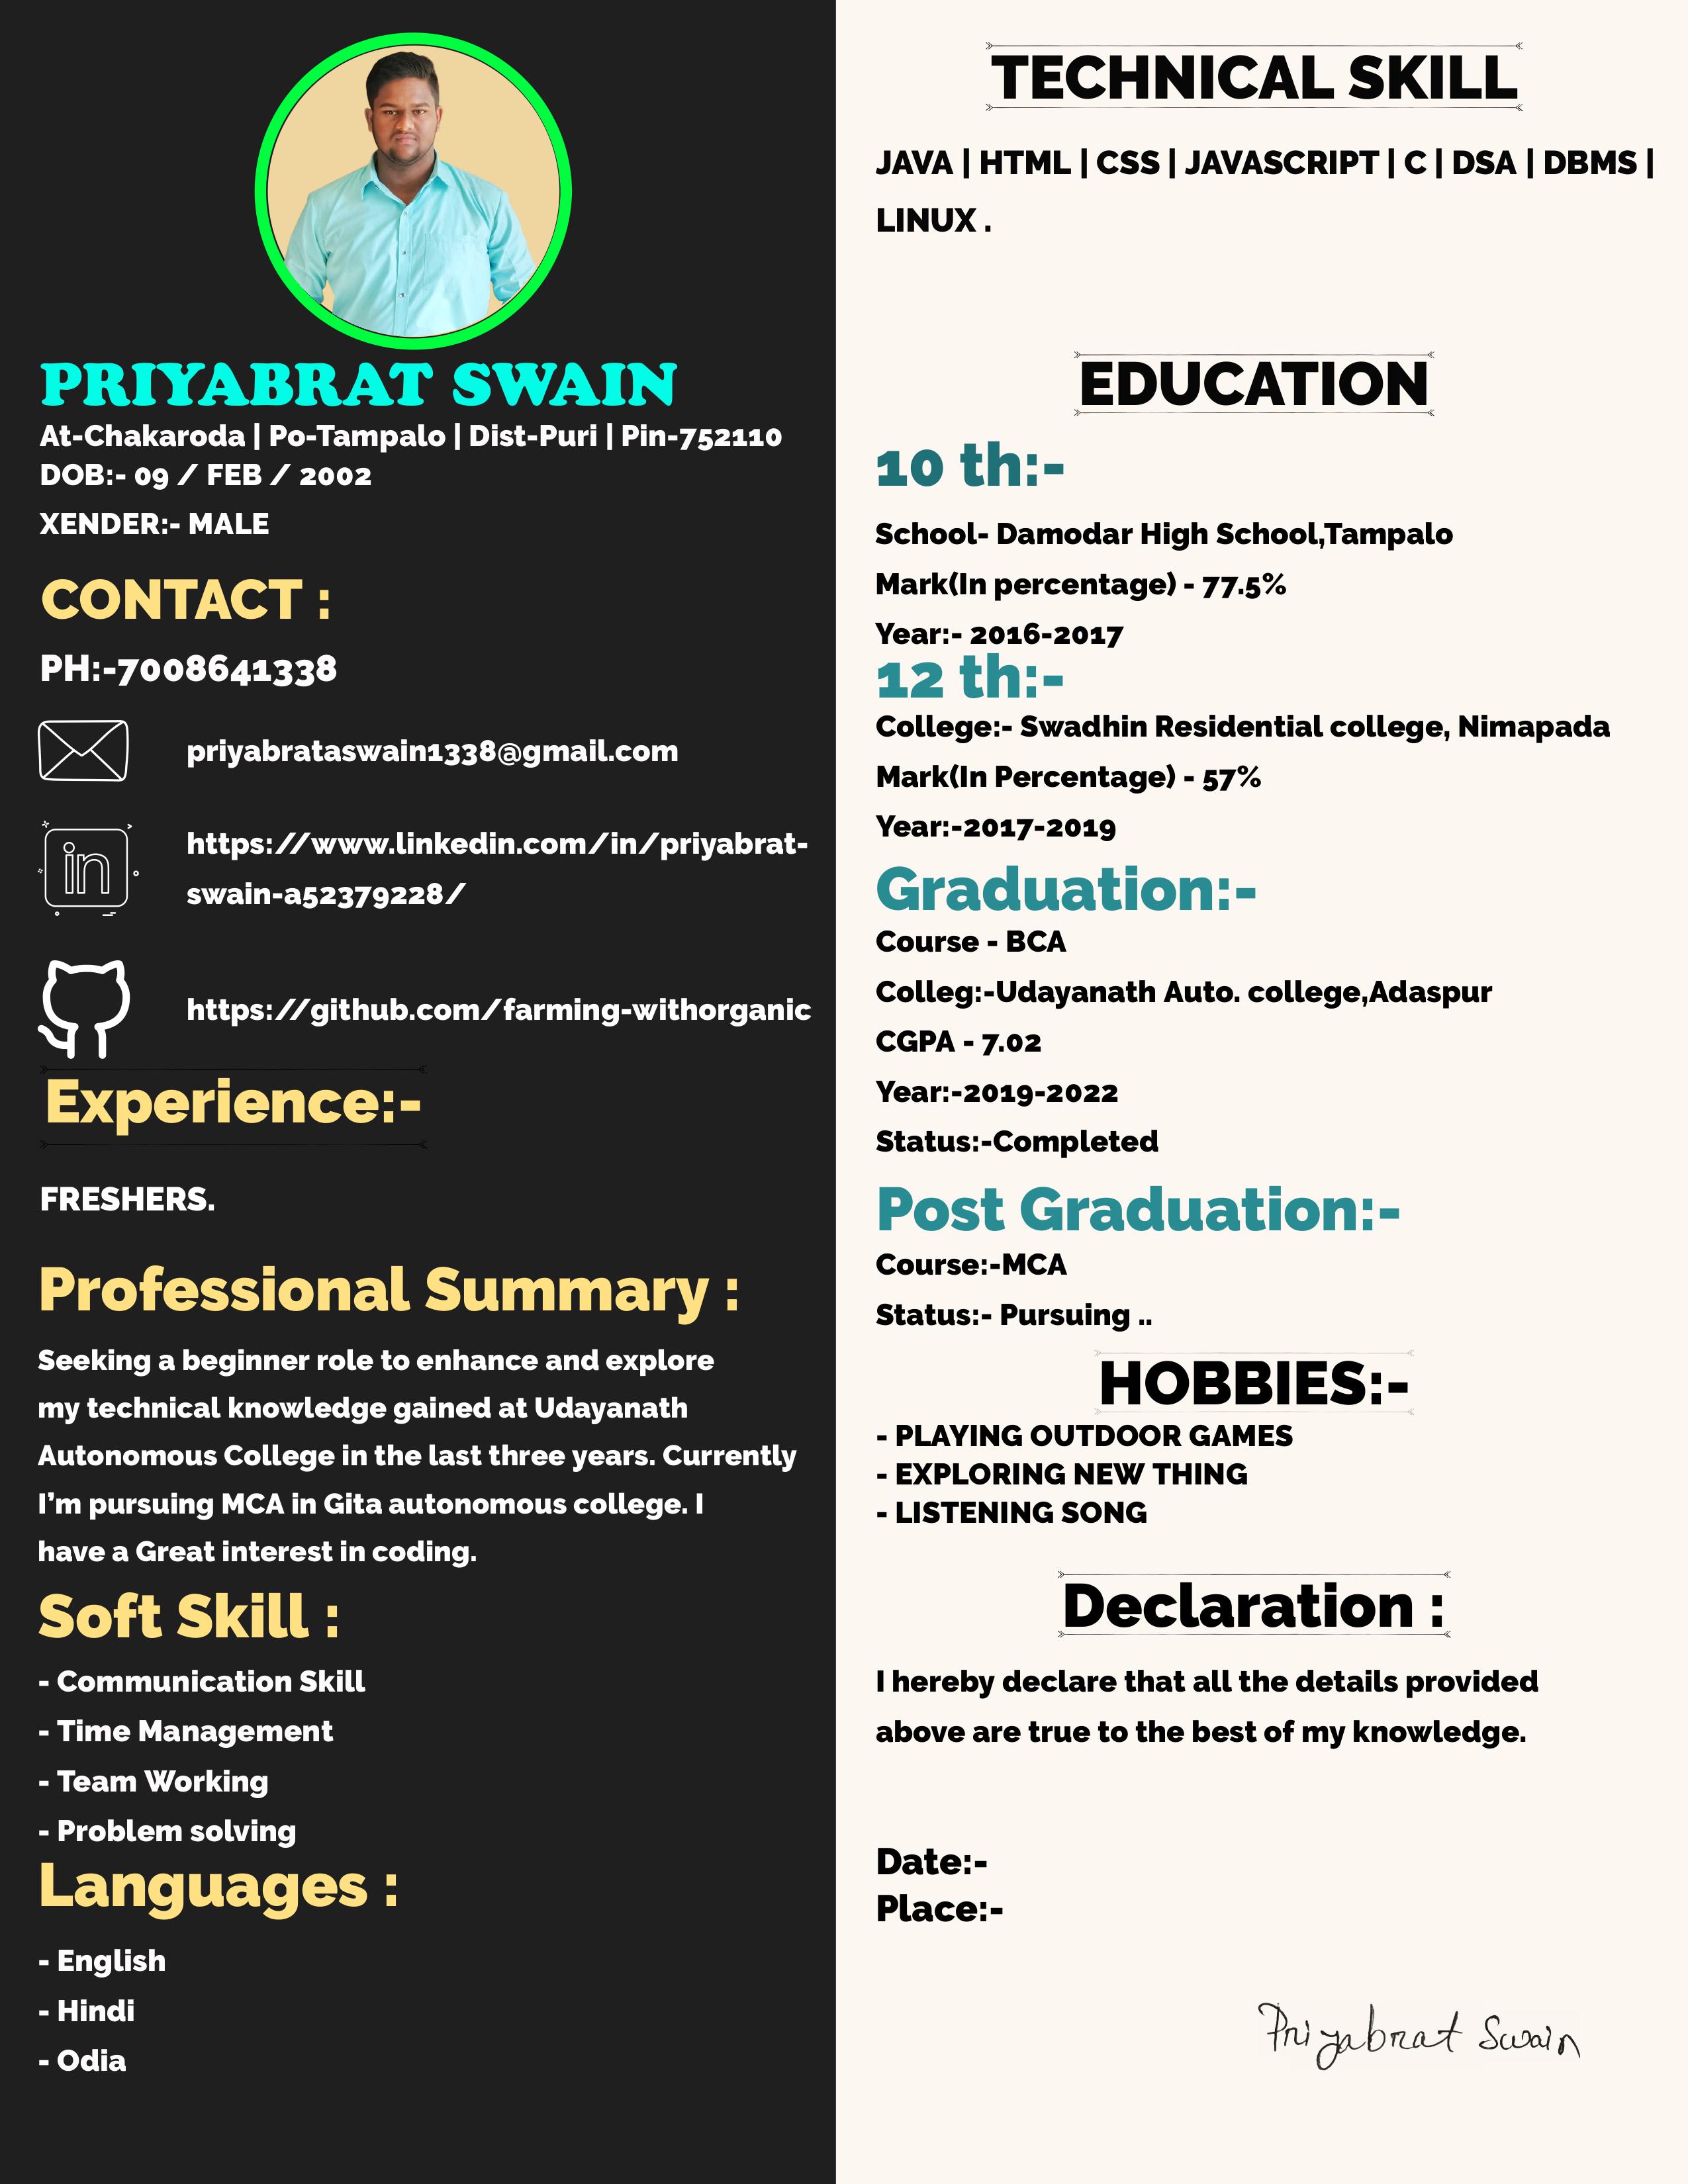 PRIYABRAT SWAIN
At-Chakaroda | Po-Tampalo | Dist-Puri | Pin-752110
DOB:- 09 / FEB / 2002
XENDER:- MALE
CONTACT :
PH:-7008641338
priyabrataswain1338@gmail.com
in
https://www.linkedin.com/in/priyabrat-
swain-a52379228/
https://github.com/farming-withorganic
Experience:-
FRESHERS.
Professional Summary :
Seeking a beginner role to enhance and explore
my technical knowledge gained at Udayanath
Autonomous College in the last three years. Currently
I’m pursuing MCA in Gita autonomous college. I
have a Great interest in coding.
Soft Skill :
- Communication Skill
- Time Management
- Team Working
- Problem solving
Languages :
- English
- Hindi
- Odia
TECHNICAL SKILL
JAVA | HTML | CSS | JAVASCRIPT | C | DSA | DBMS |
LINUX .
EDUCATION
10 th:-
School- Damodar High School,Tampalo
Mark(In percentage) - 77.5%
Year:- 2016-2017
12 th:-
College:- Swadhin Residential college, Nimapada
Mark(In Percentage) - 57%
Year:-2017-2019
Graduation:-
Course - BCA
Colleg:-Udayanath Auto. college,Adaspur
CGPA - 7.02
Year:-2019-2022
Status:-Completed
Post Graduation:-
Course:-MCA
Status:- Pursuing ..
HOBBIES:-
- PLAYING OUTDOOR GAMES
- EXPLORING NEW THING
- LISTENING SONG
Declaration :
I hereby declare that all the details provided
above are true to the best of my knowledge.
Date:-
Place:-
Priyabrat Swain